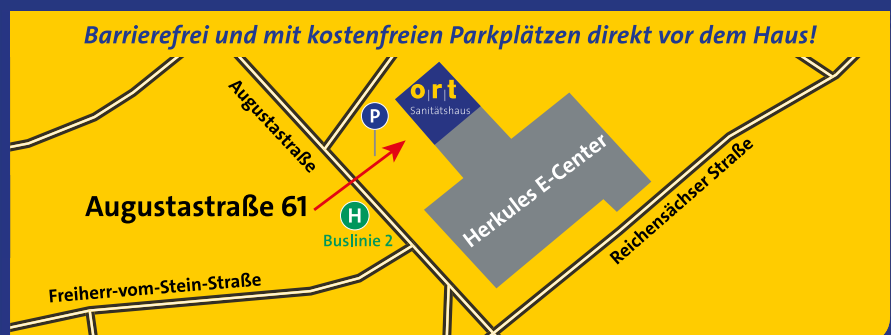 Barrierefrei und mit kostenfreien Parkplätzen direkt vor dem Haus!
o|r|t
Sanitätshaus
Augustastraße
P
Herkules E-Center
Augustastraße 61
H
Buslinie 2
Reichensächser Straße
Freiherr-vom-Stein-Straße